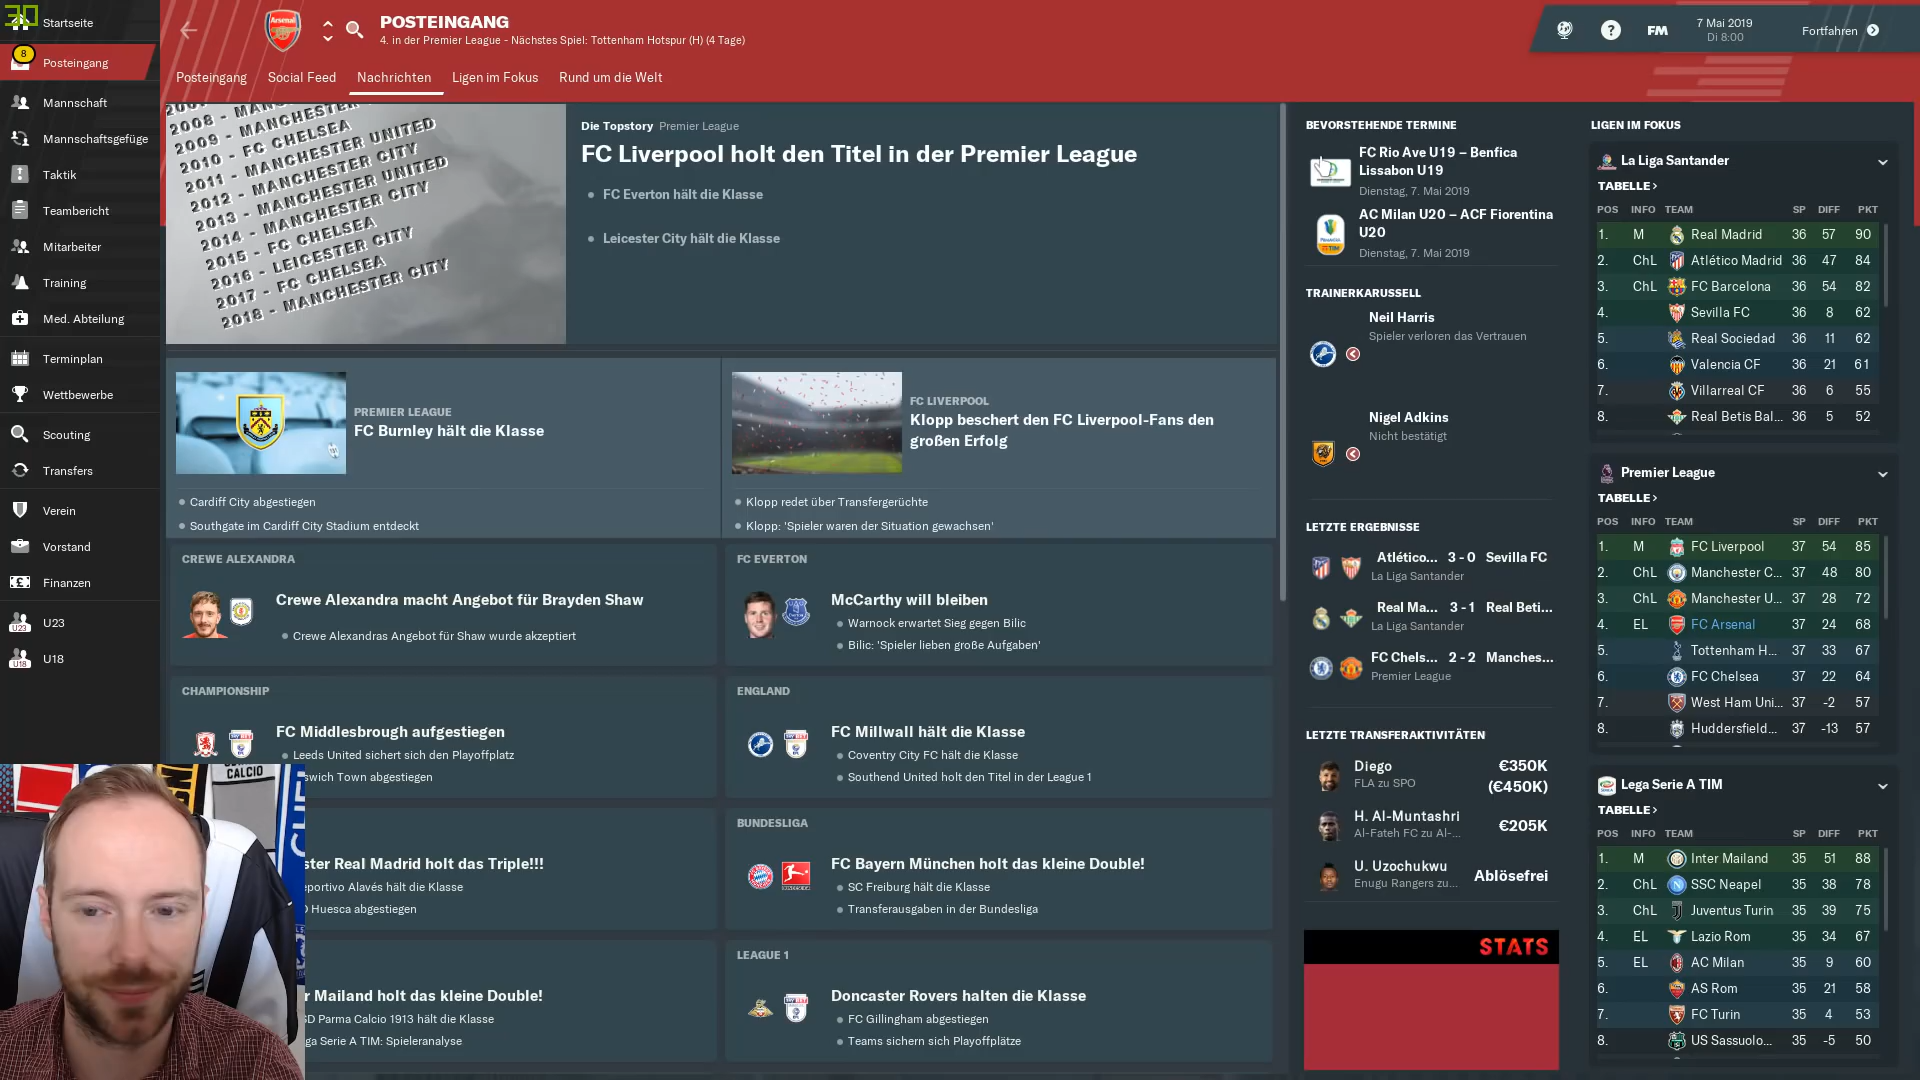 30
Startseite
8
Posteingang
Mannschaft
Mannschaftsgefüge
Taktik
Teambericht
Mitarbeiter
Training
Med. Abteilung
Terminplan
Wettbewerbe
Scouting
Transfers
Verein
Vorstand
Finanzen
U23
U23
U18
U18
Arsenal
POSTEINGANG
4. in der Premier League - Nächstes Spiel: Tottenham Hotspur (H) (4 Tage)
Posteingang Social Feed Nachrichten Ligen im Fokus Rund um die Welt
?
FM
7 Mai 2019
Di 8:00
Fortfahren
2008 - MANCHESTER
2009 - MANCHESTER UNITED
2010 - FC CHELSEA
2011 - MANCHESTER UNITED
2012 - MANCHESTER CITY
2013 - MANCHESTER UNITED
2014 - MANCHESTER CITY
2015 - FC CHELSEA
2016 - LEICESTER CITY
2017 - FC CHELSEA
2018 - MANCHESTER CITY
Die Topstory Premier League
FC Liverpool holt den Titel in der Premier League
FC Everton hält die Klasse
Leicester City hält die Klasse
PREMIER LEAGUE
FC Burnley hält die Klasse
Cardiff City abgestiegen
Southgate im Cardiff City Stadium entdeckt
FC LIVERPOOL
Klopp beschert den FC Liverpool-Fans den
großen Erfolg
Klopp redet über Transfergerüchte
Klopp: 'Spieler waren der Situation gewachsen'
CREWE ALEXANDRA
Crewe Alexandra macht Angebot für Brayden Shaw
Crewe Alexandras Angebot für Shaw wurde akzeptiert
FC EVERTON
McCarthy will bleiben
Warnock erwartet Sieg gegen Bilic
Bilic: 'Spieler lieben große Aufgaben'
CHAMPIONSHIP
FC Middlesbrough aufgestiegen
Leeds United sichert sich den Playoffplatz
swich Town abgestiegen
ENGLAND
FC Millwall hält die Klasse
Coventry City FC hält die Klasse
Southend United holt den Titel in der League 1
ster Real Madrid holt das Triple!!!
eportivo Alavés hält die Klasse
D Huesca abgestiegen
BUNDESLIGA
FC Bayern München holt das kleine Double!
SC Freiburg hält die Klasse
Transferausgaben in der Bundesliga
r Mailand holt das kleine Double!
SD Parma Calcio 1913 hält die Klasse
ga Serie A TIM: Spieleranalyse
LEAGUE 1
Doncaster Rovers halten die Klasse
FC Gillingham abgestiegen
Teams sichern sich Playoffplätze
CALCIO
BEVORSTEHENDE TERMINE
FC Rio Ave U19 – Benfica
Lissabon U19
Dienstag, 7. Mai 2019
AC Milan U20 – ACF Fiorentina
U20
Dienstag, 7. Mai 2019
TRAINERKARUSSELL
Neil Harris
Spieler verloren das Vertrauen
Nigel Adkins
Nicht bestätigt
LETZTE ERGEBNISSE
Atlético... 3 - 0 Sevilla FC
La Liga Santander
Real Ma... 3 - 1 Real Beti...
La Liga Santander
FC Chels... 2 - 2 Manches...
Premier League
LETZTE TRANSFERAKTIVITÄTEN
Diego €350K
FLA zu SPO (€450K)
H. Al-Muntashri €205K
Al-Fateh FC zu Al-...
U. Uzochukwu Ablösefrei
Enugu Rangers zu...
STATS
LIGEN IM FOKUS
La Liga Santander
TABELLE ›
POS INFO TEAM SP DIFF PKT
1. M Real Madrid 36 57 90
2. ChL Atlético Madrid 36 47 84
3. ChL FC Barcelona 36 54 82
4. Sevilla FC 36 8 62
5. Real Sociedad 36 11 62
6. Valencia CF 36 21 61
7. Villarreal CF 36 6 55
8. Real Betis Bal... 36 5 52
Premier League
TABELLE ›
POS INFO TEAM SP DIFF PKT
1. M FC Liverpool 37 54 85
2. ChL Manchester C... 37 48 80
3. ChL Manchester U... 37 28 72
4. EL FC Arsenal 37 24 68
5. Tottenham H... 37 33 67
6. FC Chelsea 37 22 64
7. West Ham Uni... 37 -2 57
8. Huddersfield... 37 -13 57
Lega Serie A TIM
TABELLE ›
POS INFO TEAM SP DIFF PKT
1. M Inter Mailand 35 51 88
2. ChL SSC Neapel 35 38 78
3. ChL Juventus Turin 35 39 75
4. EL Lazio Rom 35 34 67
5. EL AC Milan 35 9 60
6. AS Rom 35 21 58
7. FC Turin 35 4 53
8. US Sassuolo... 35 -5 50